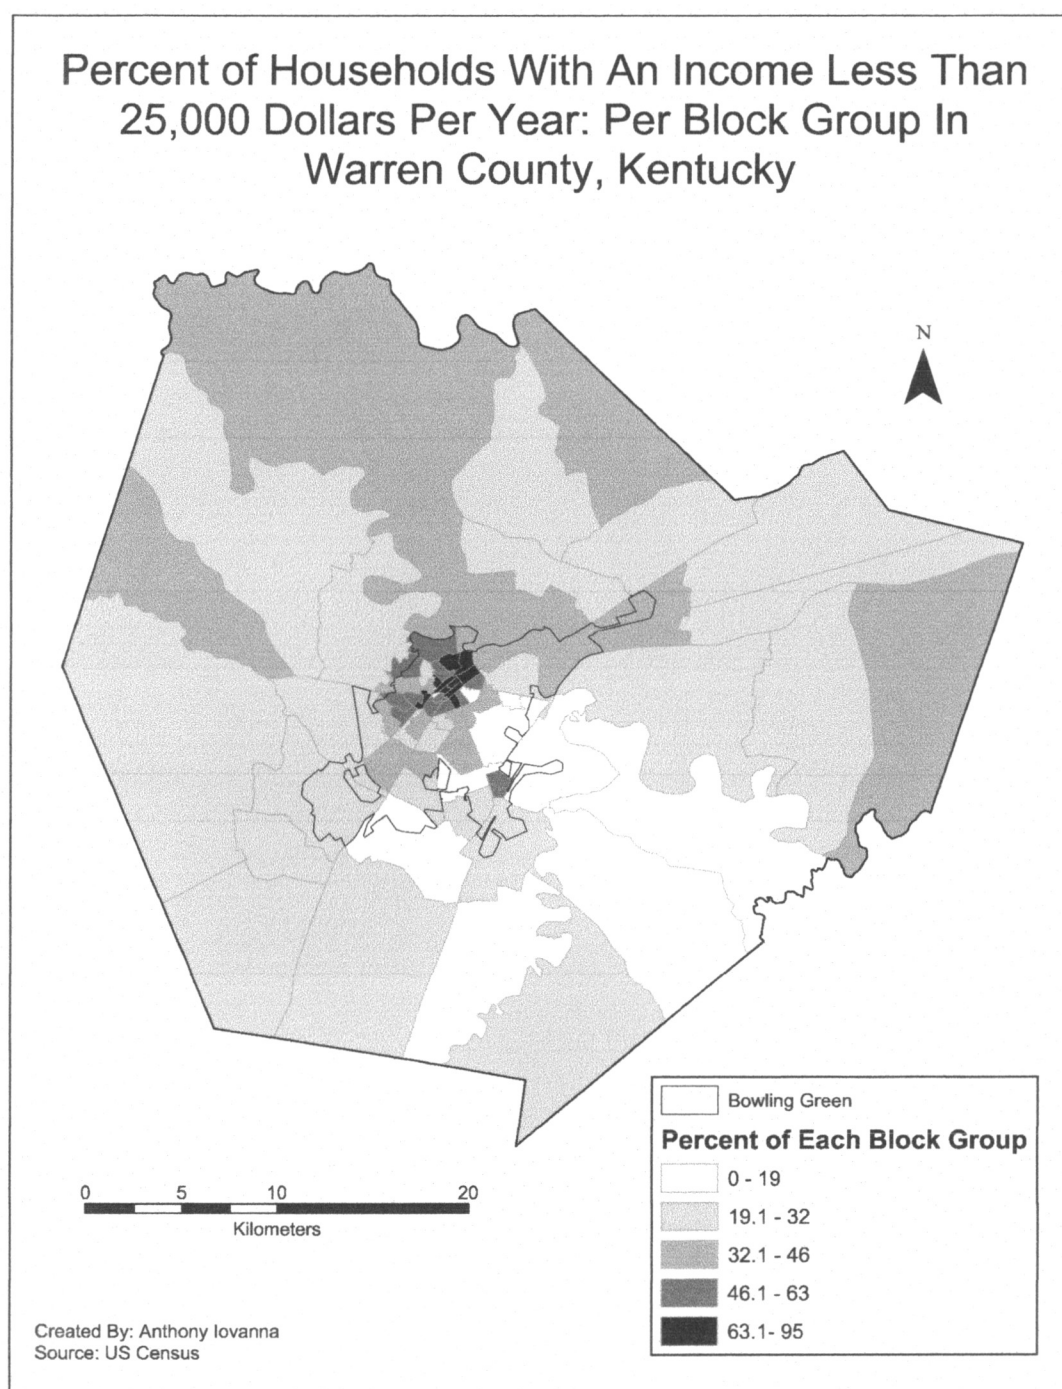 Percent of Households With An Income Less Than
25,000 Dollars Per Year: Per Block Group In
Warren County, Kentucky
N
Bowling Green
Percent of Each Block Group
0 - 19
19.1 - 32
32.1 - 46
46.1 - 63
63.1- 95
0 5 10 20
Kilometers
Created By: Anthony Iovanna
Source: US Census